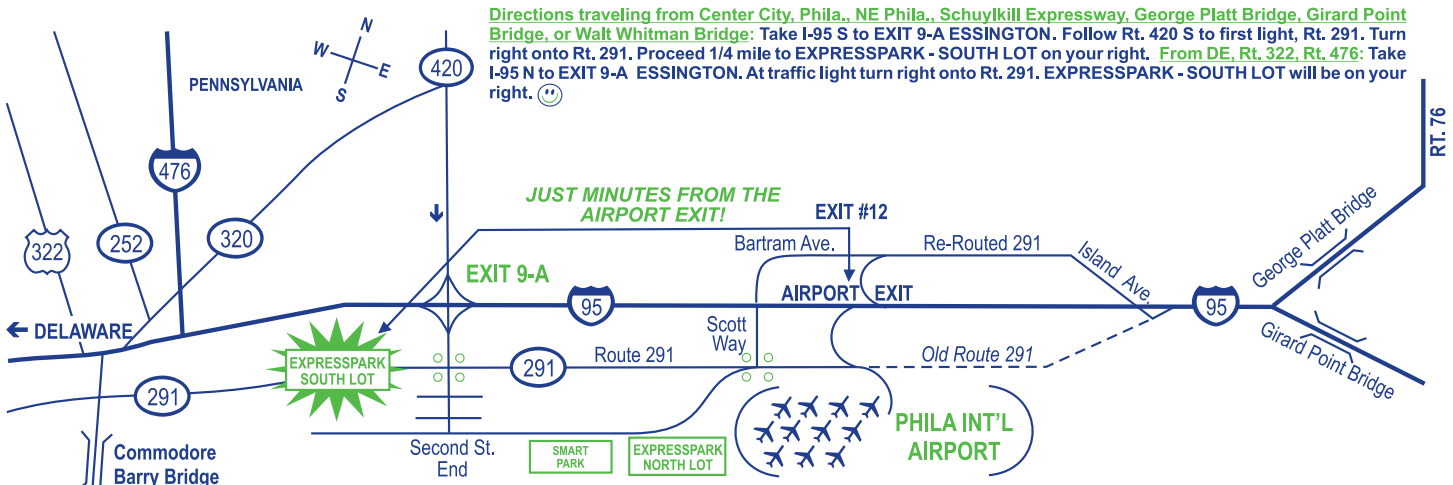 Directions traveling from Center City, Phila., NE Phila., Schuylkill Expressway, George Platt Bridge, Girard Point
Bridge, or Walt Whitman Bridge: Take I-95 S to EXIT 9-A ESSINGTON. Follow Rt. 420 S to first light, Rt. 291. Turn
right onto Rt. 291. Proceed 1/4 mile to EXPRESSPARK - SOUTH LOT on your right. From DE, Rt. 322, Rt. 476: Take
I-95 N to EXIT 9-A ESSINGTON. At traffic light turn right onto Rt. 291. EXPRESSPARK - SOUTH LOT will be on your
right.
N
W
E
S
PENNSYLVANIA
420
RT. 76
476
JUST MINUTES FROM THE
AIRPORT EXIT!
EXIT #12
322
252
320
Bartram Ave.
Re-Routed 291
Island Ave.
George Platt Bridge
EXIT 9-A
AIRPORT EXIT
95
95
DELAWARE
Scott
Way
Girard Point Bridge
EXPRESSPARK
SOUTH LOT
Route 291
Old Route 291
291
291
Commodore
Barry Bridge
Second St.
End
SMART
PARK
EXPRESSPARK
NORTH LOT
PHILA INT'L
AIRPORT